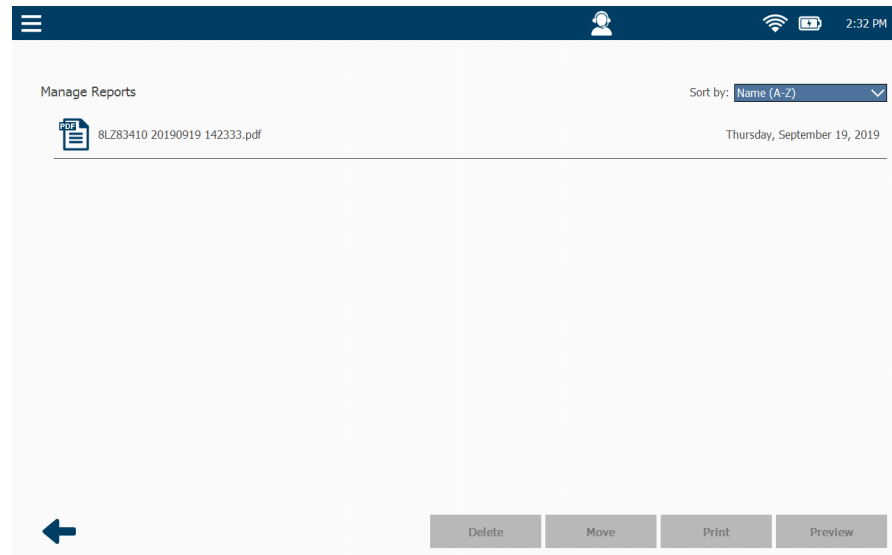 2:32 PM
Manage Reports
Sort by: Name (A-Z)
PDF
8LZ83410 20190919 142333.pdf
Thursday, September 19, 2019
Delete
Move
Print
Preview